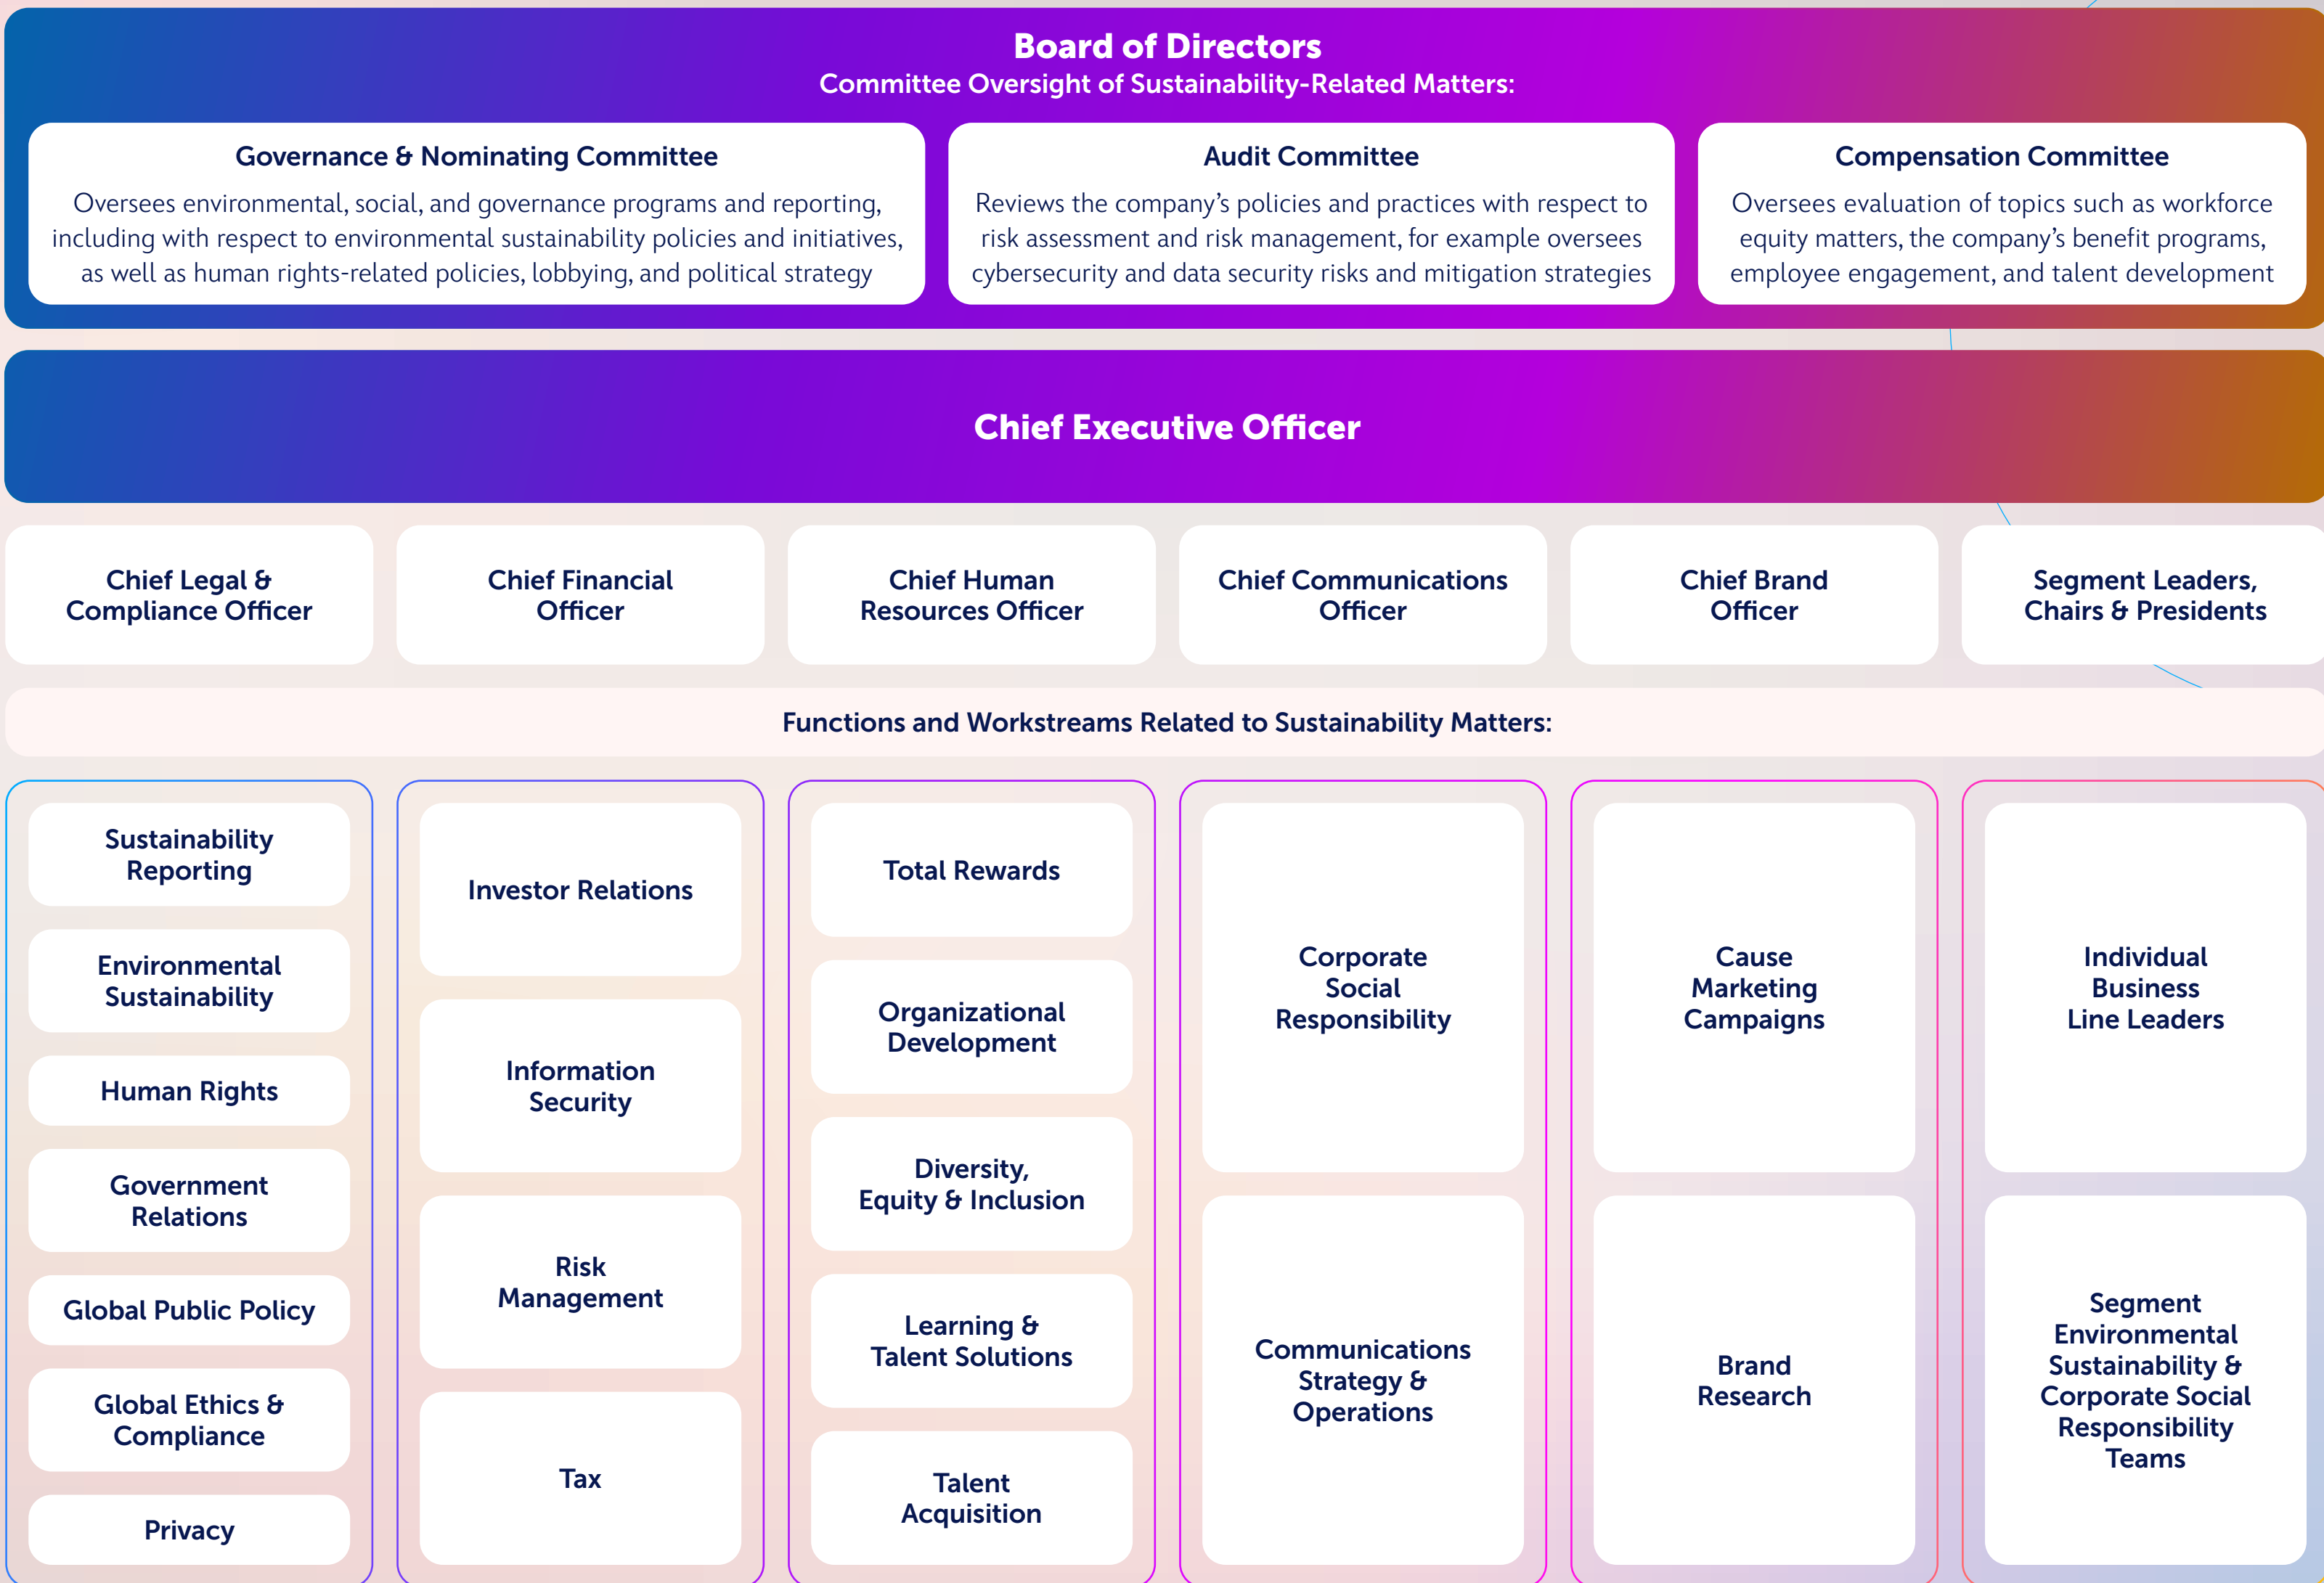 Board of Directors
Committee Oversight of Sustainability-Related Matters:
Governance & Nominating Committee
Oversees environmental, social, and governance programs and reporting,
including with respect to environmental sustainability policies and initiatives,
as well as human rights-related policies, lobbying, and political strategy
Audit Committee
Reviews the company’s policies and practices with respect to
risk assessment and risk management, for example oversees
cybersecurity and data security risks and mitigation strategies
Compensation Committee
Oversees evaluation of topics such as workforce
equity matters, the company’s benefit programs,
employee engagement, and talent development
Chief Executive Officer
Chief Legal &
Compliance Officer
Chief Financial
Officer
Chief Human
Resources Officer
Chief Communications
Officer
Chief Brand
Officer
Segment Leaders,
Chairs & Presidents
Functions and Workstreams Related to Sustainability Matters:
Sustainability
Reporting
Environmental
Sustainability
Human Rights
Government
Relations
Global Public Policy
Global Ethics &
Compliance
Privacy
Investor Relations
Information
Security
Risk
Management
Tax
Total Rewards
Organizational
Development
Diversity,
Equity & Inclusion
Learning &
Talent Solutions
Talent
Acquisition
Corporate
Social
Responsibility
Communications
Strategy &
Operations
Cause
Marketing
Campaigns
Brand
Research
Individual
Business
Line Leaders
Segment
Environmental
Sustainability &
Corporate Social
Responsibility
Teams